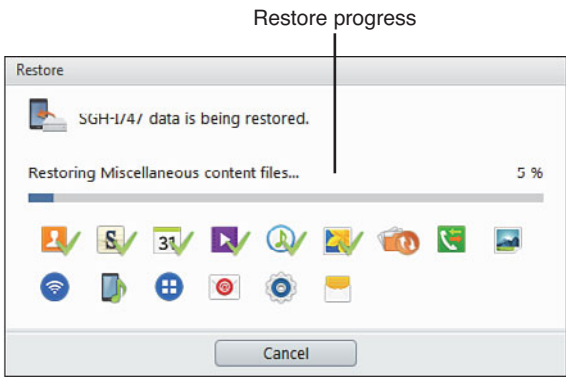 Restore progress
Restore
SGH-I747 data is being restored.
Restoring Miscellaneous content files...
5 %
S
31
Cancel